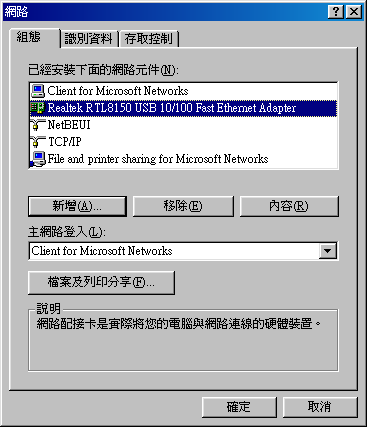 網路
組態 識別資料 存取控制
已經安裝下面的網路元件(N):
Client for Microsoft Networks
Realtek RTL8150 USB 10/100 Fast Ethernet Adapter
NetBEUI
TCP/IP
File and printer sharing for Microsoft Networks
新增(A)... 移除(E) 內容(R)
主網路登入(L):
Client for Microsoft Networks
檔案及列印分享(F)...
說明
網路配接卡是實際將您的電腦與網路連線的硬體裝置。
確定 取消